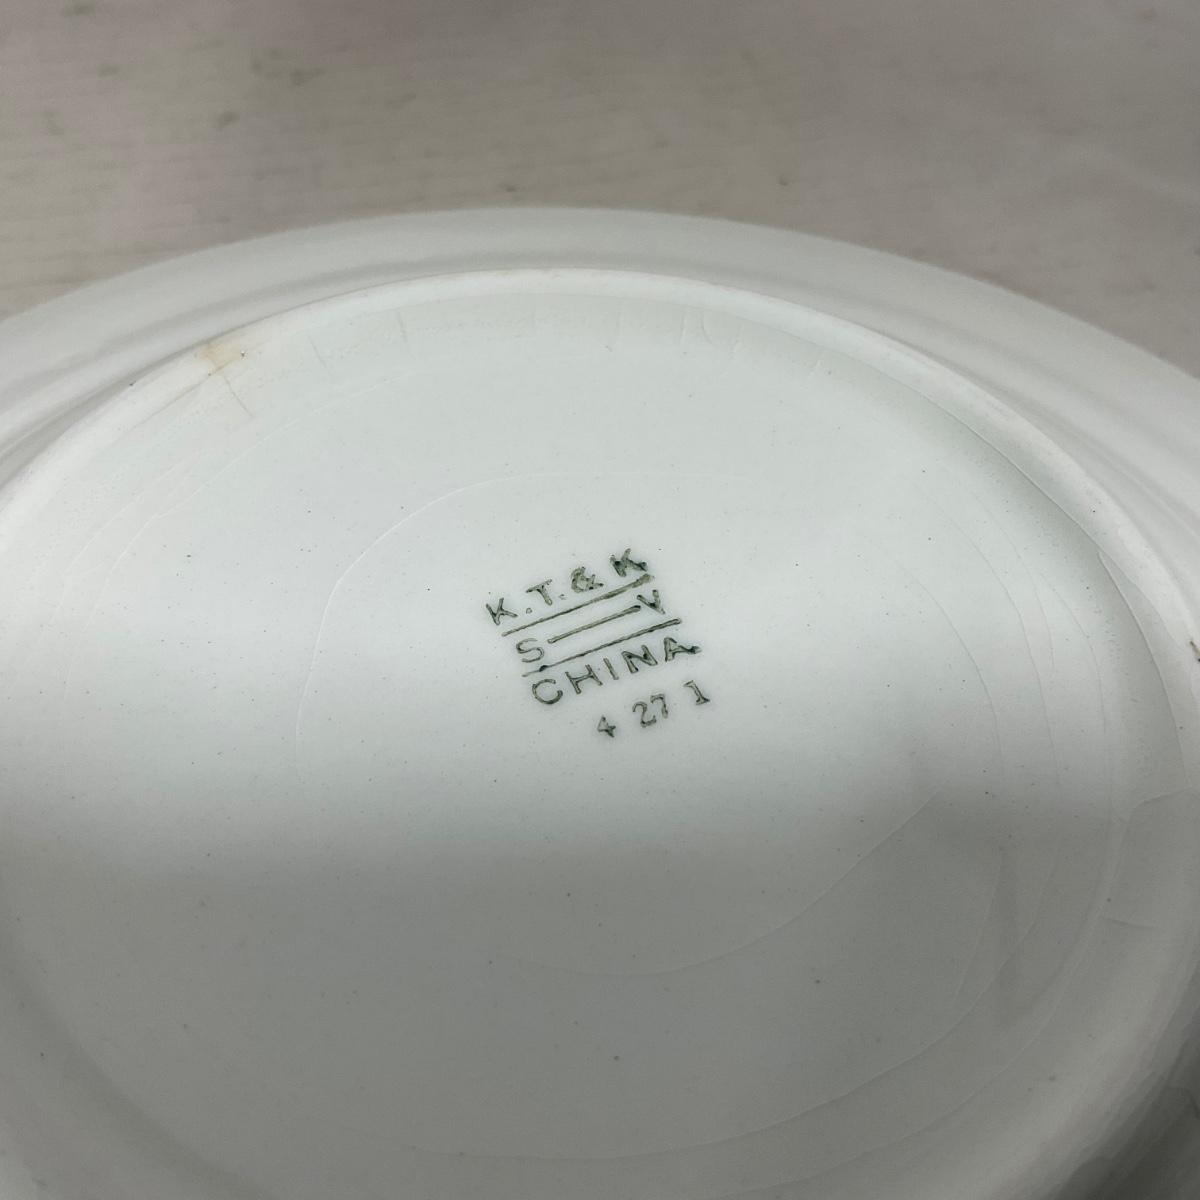 K.T.& K
S — V
CHINA
4 27 1